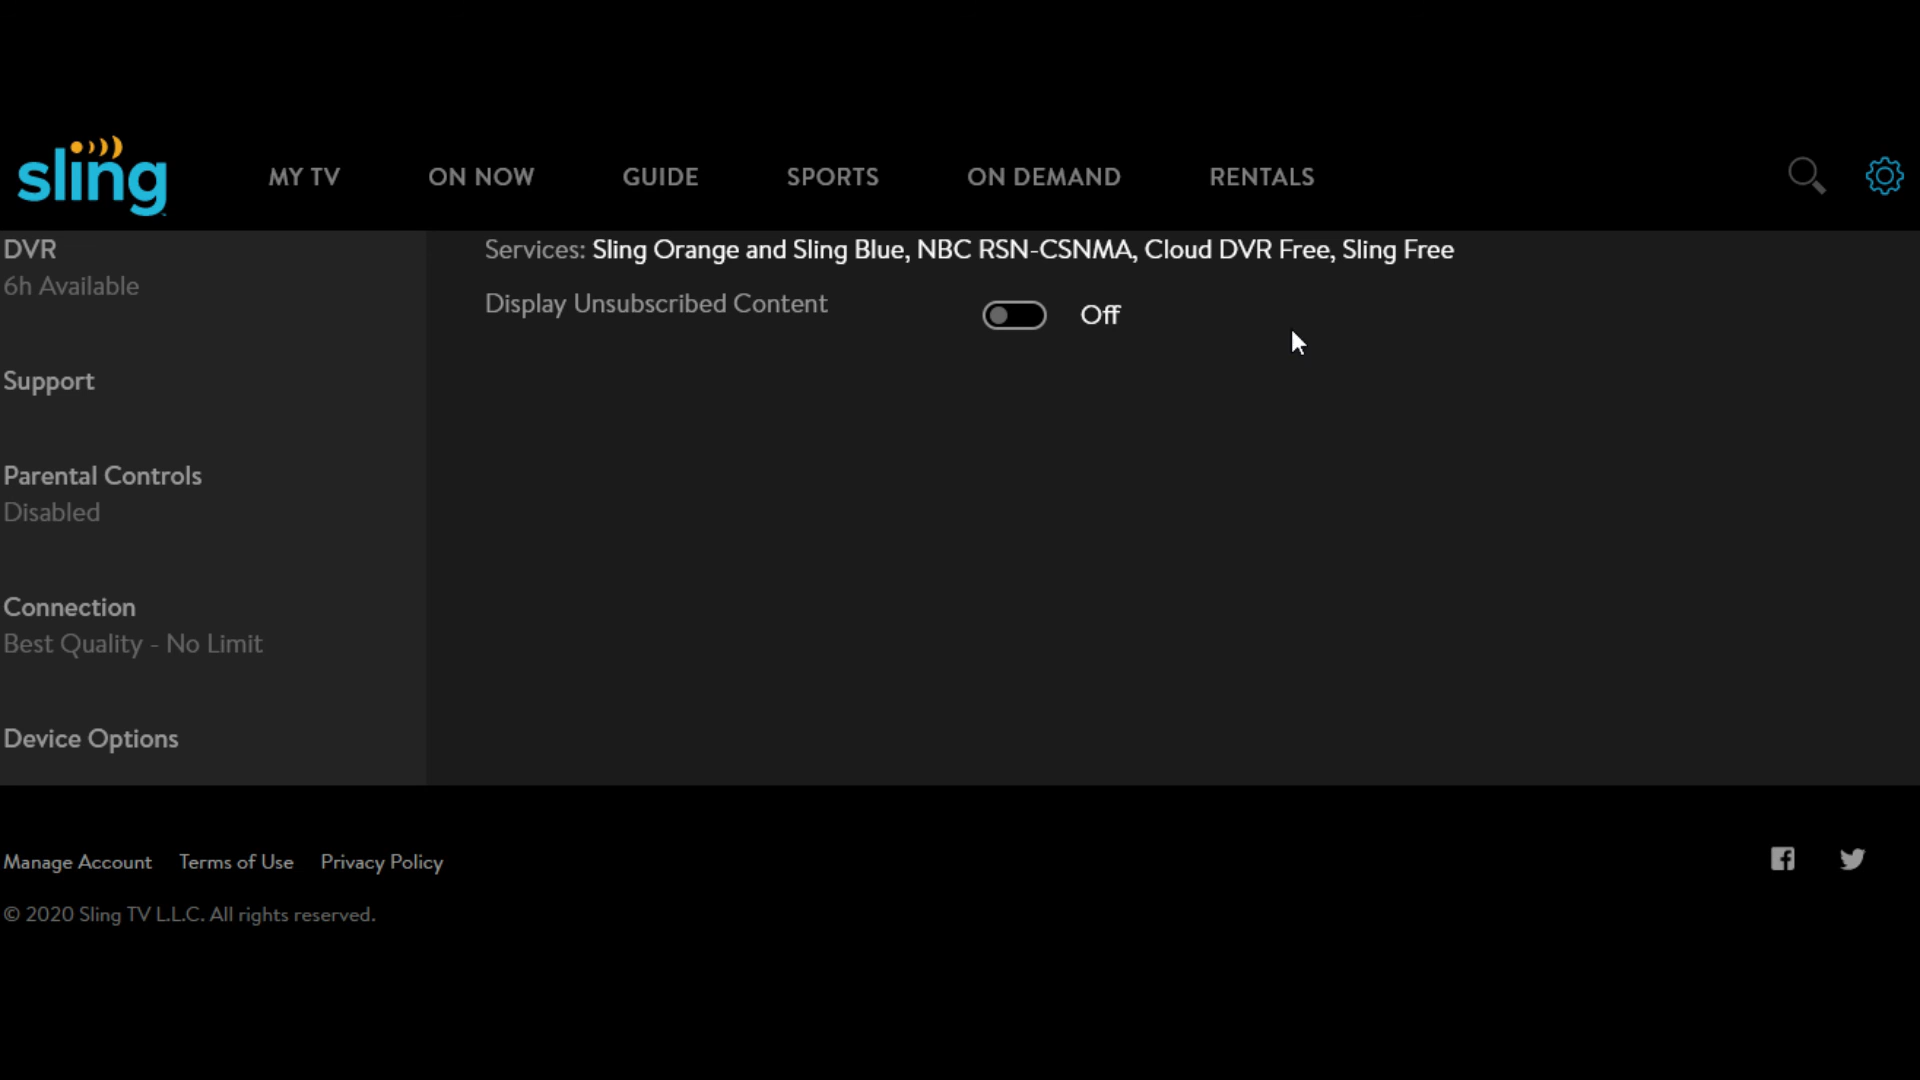 sling
MY TV
ON NOW
GUIDE
SPORTS
ON DEMAND
RENTALS
DVR
6h Available
Support
Parental Controls
Disabled
Connection
Best Quality - No Limit
Device Options
Services: Sling Orange and Sling Blue, NBC RSN-CSNMA, Cloud DVR Free, Sling Free
Display Unsubscribed Content
Off
Manage Account
Terms of Use
Privacy Policy
© 2020 Sling TV L.L.C. All rights reserved.